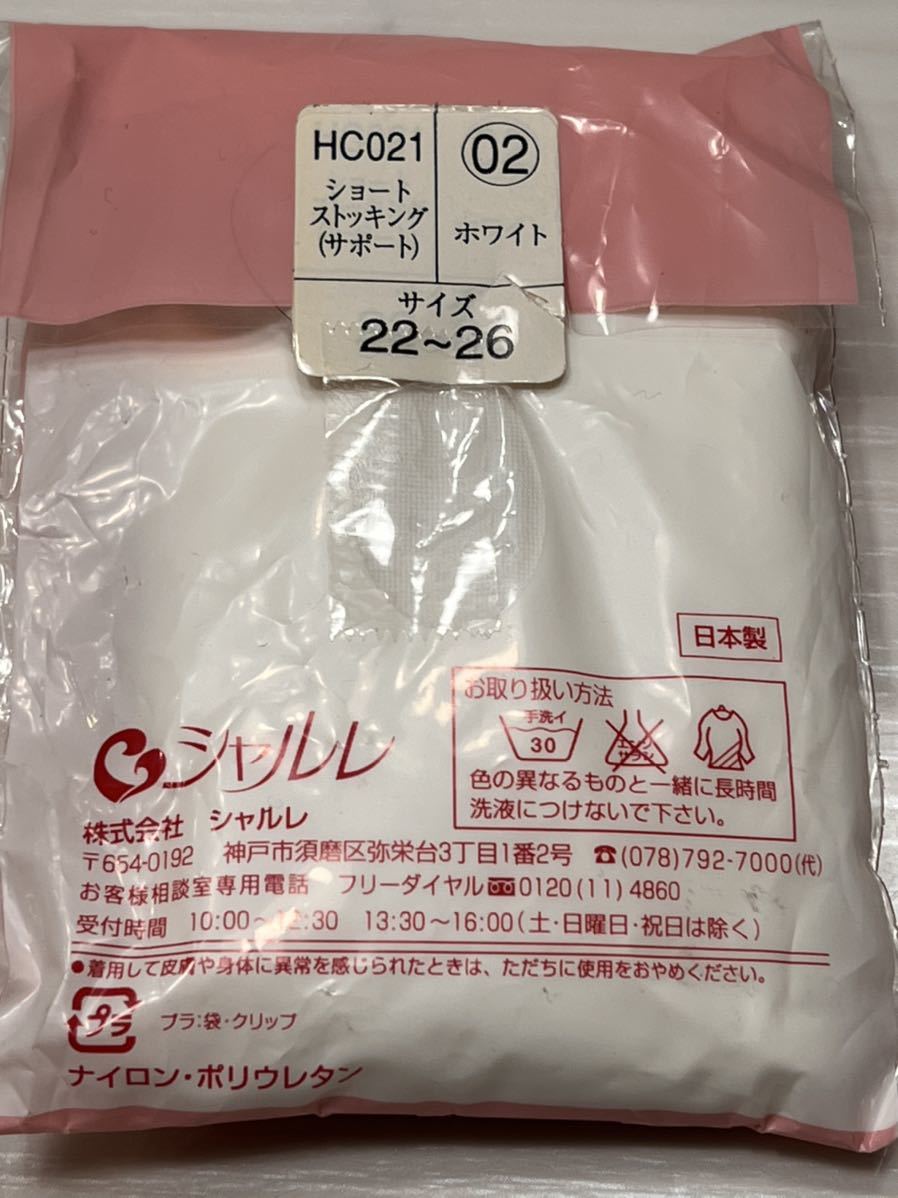 HC021
ショート
ストッキング
(サポート)
02
ホワイト
サイズ
22~26
日本製
お取り扱い方法
手洗イ
30
エンソ
サラシ
色の異なるものと一緒に長時間
洗液につけないで下さい。
シャルレ
株式会社 シャルレ
〒654-0192 神戸市須磨区弥栄台3丁目1番2号 ☎(078)792-7000(代)
お客様相談室専用電話 フリーダイヤル 0120(11)4860
受付時間 10:00~12:30 13:30~16:00(土・日曜日・祝日は除く)
●着用して皮膚や身体に異常を感じられたときは、ただちに使用をおやめください。
プラ
プラ:袋・クリップ
ナイロン・ポリウレタン